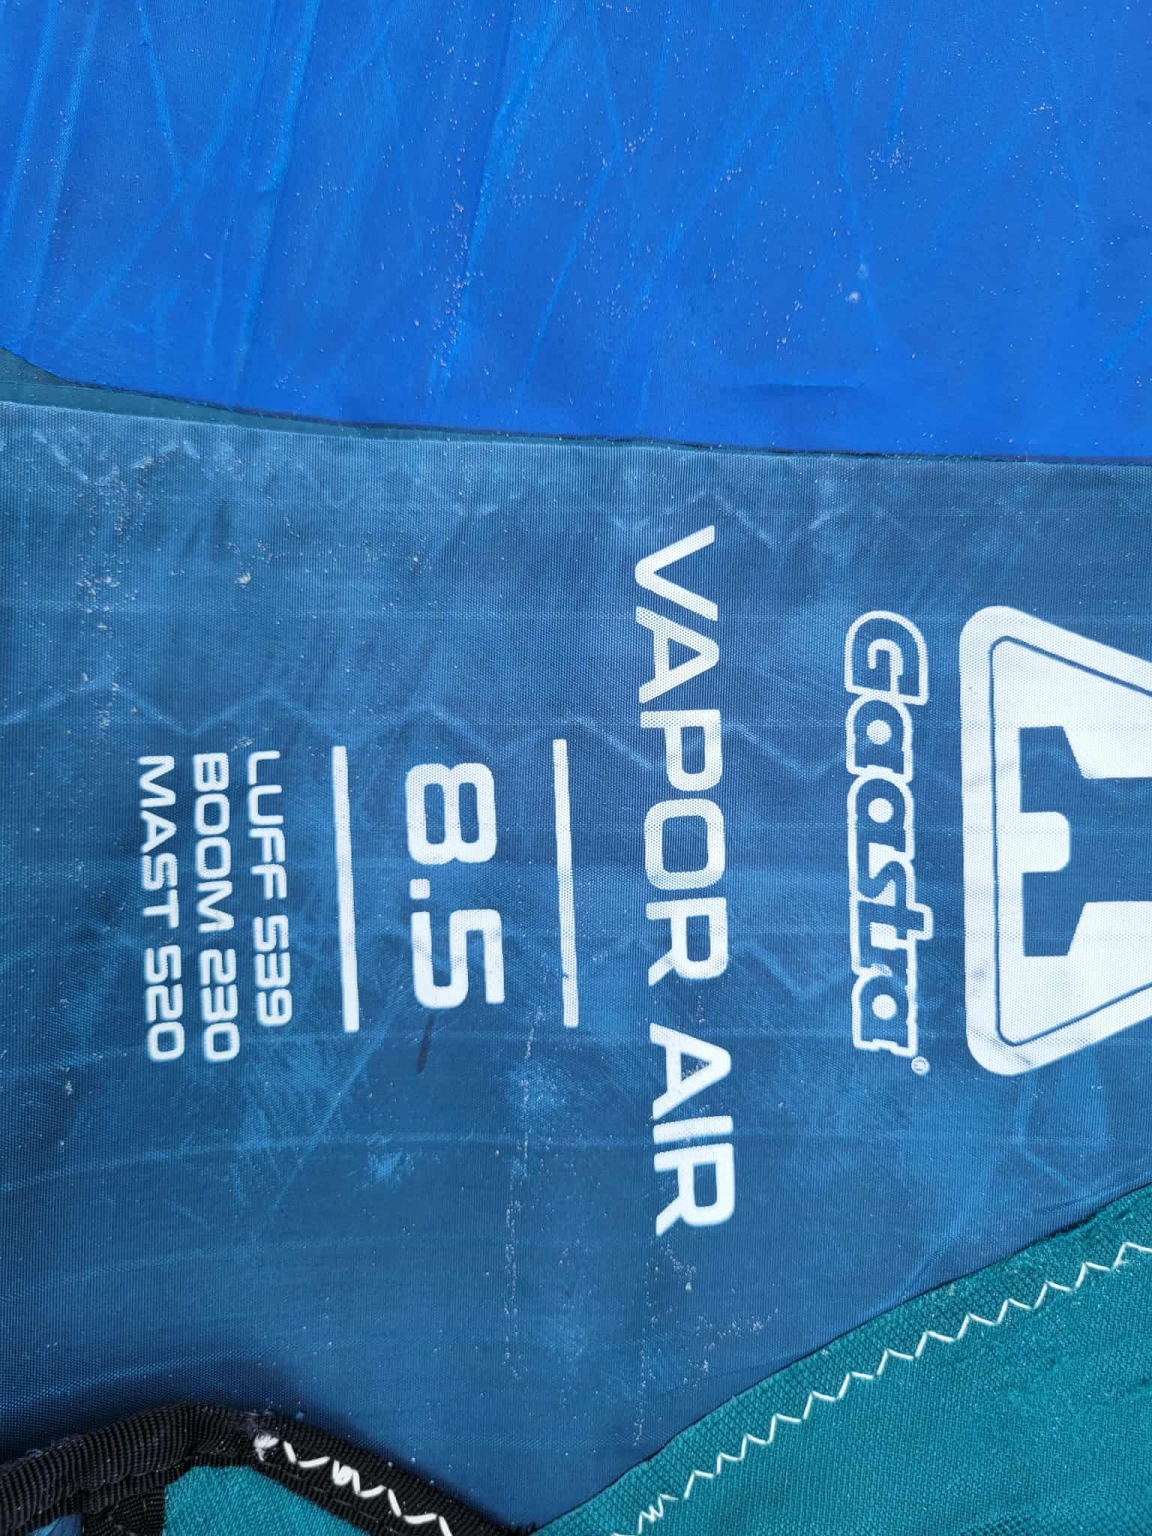 Gaastra
VAPOR AIR
8.5
LUFF 539
BOOM 230
MAST 520